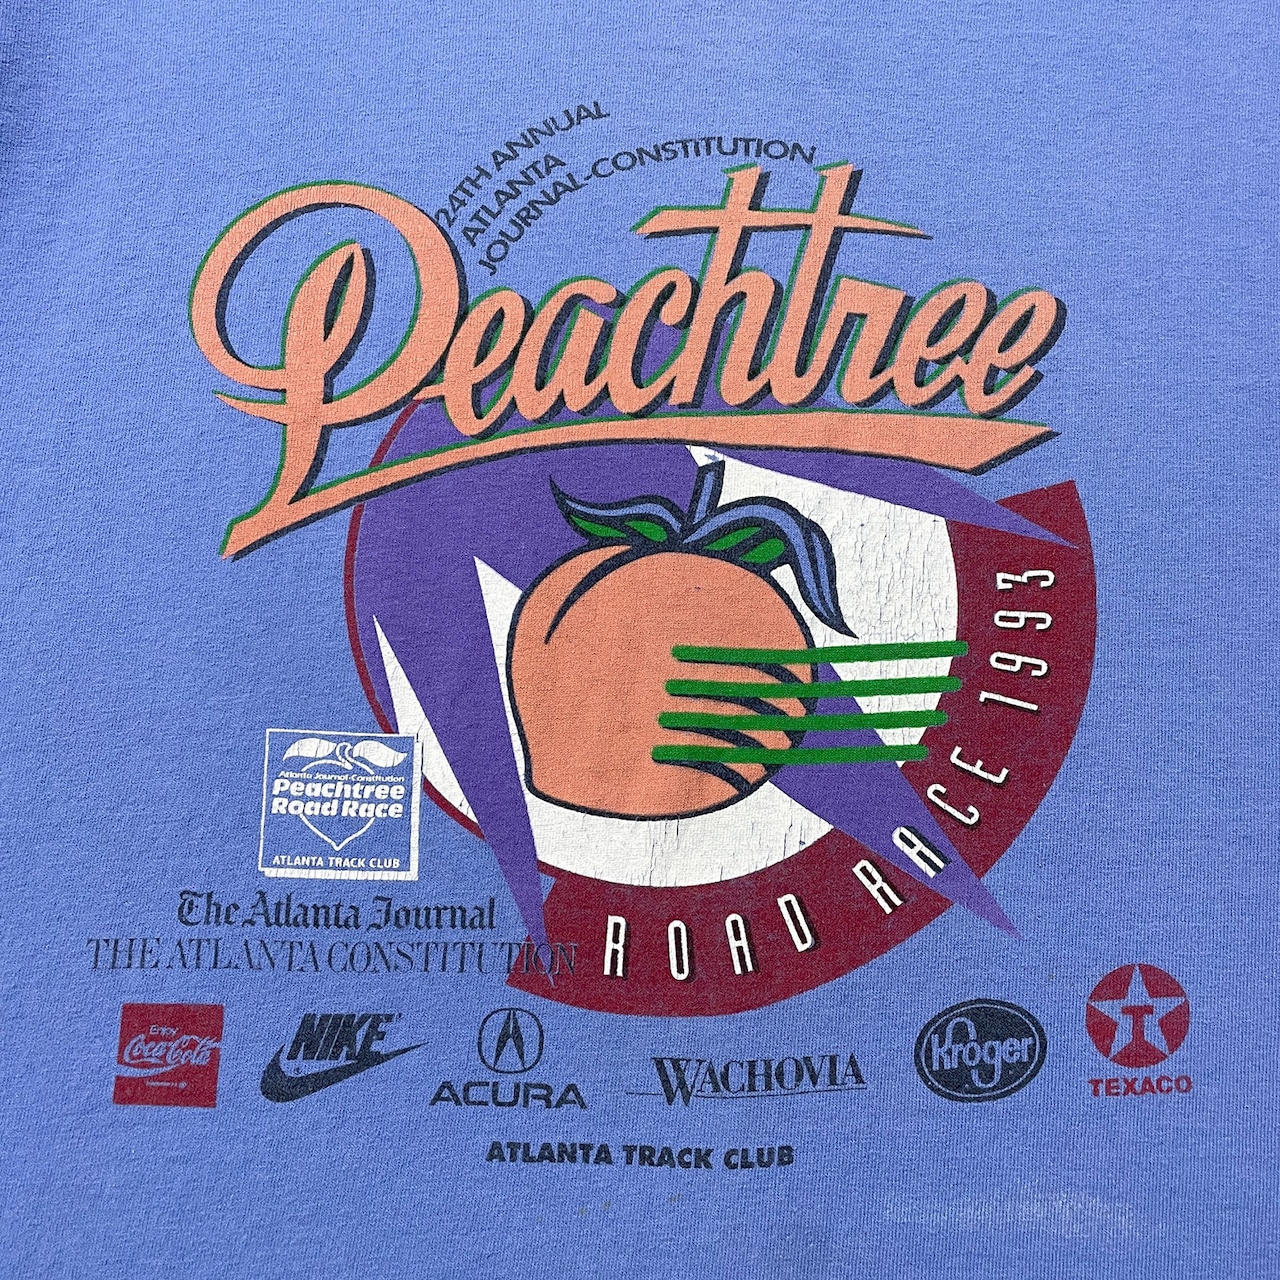 24TH ANNUAL
ATLANTA
JOURNAL-CONSTITUTION
Peachtree
ROAD RACE 1993
Atlanta Journal-Constitution
Peachtree
Road Race
ATLANTA TRACK CLUB
The Atlanta Journal
THE ATLANTA CONSTITUTION
Enjoy
Coca-Cola
NIKE
ACURA
WACHOVIA
Kroger
TEXACO
ATLANTA TRACK CLUB